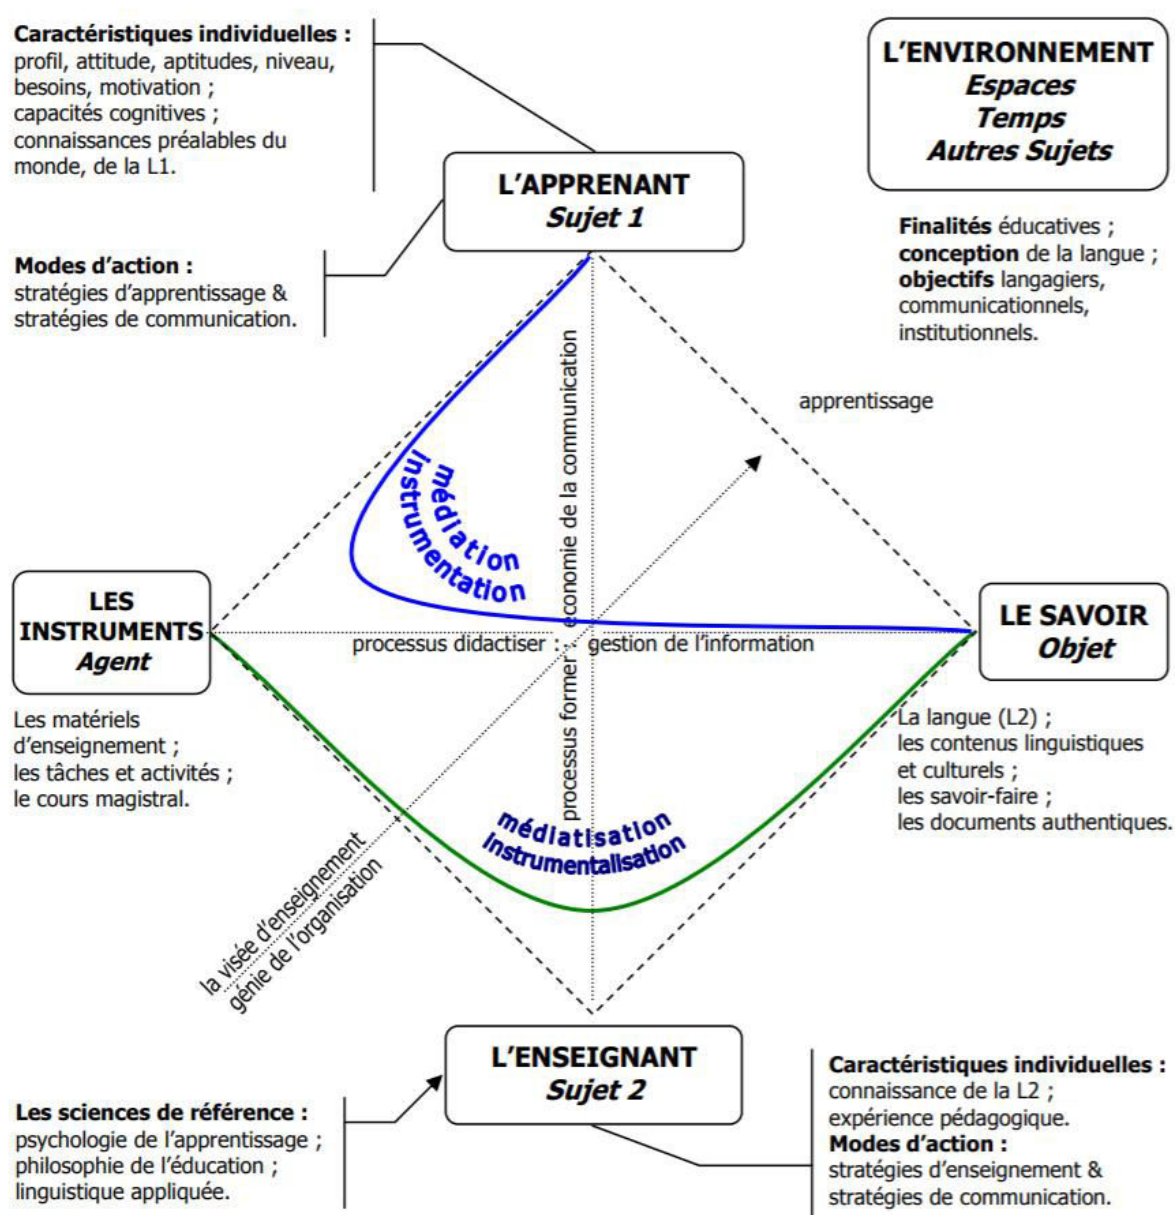 Caractéristiques individuelles :
profil, attitude, aptitudes, niveau,
besoins, motivation ;
capacités cognitives ;
connaissances préalables du
monde, de la L1.
L’ENVIRONNEMENT
Espaces
Temps
Autres Sujets
L’APPRENANT
Sujet 1
Finalités éducatives ;
conception de la langue ;
objectifs langagiers,
communicationnels,
institutionnels.
Modes d’action :
stratégies d’apprentissage &
stratégies de communication.
apprentissage
médiation
instrumentation
processus former : économie de la communication
LES
INSTRUMENTS
Agent
processus didactiser : gestion de l’information
LE SAVOIR
Objet
Les matériels
d’enseignement ;
les tâches et activités ;
le cours magistral.
La langue (L2) ;
les contenus linguistiques
et culturels ;
les savoir-faire ;
les documents authentiques.
médiatisation
instrumentalisation
la visée d’enseignement
génie de l’organisation
L’ENSEIGNANT
Sujet 2
Les sciences de référence :
psychologie de l’apprentissage ;
philosophie de l’éducation ;
linguistique appliquée.
Caractéristiques individuelles :
connaissance de la L2 ;
expérience pédagogique.
Modes d’action :
stratégies d’enseignement &
stratégies de communication.